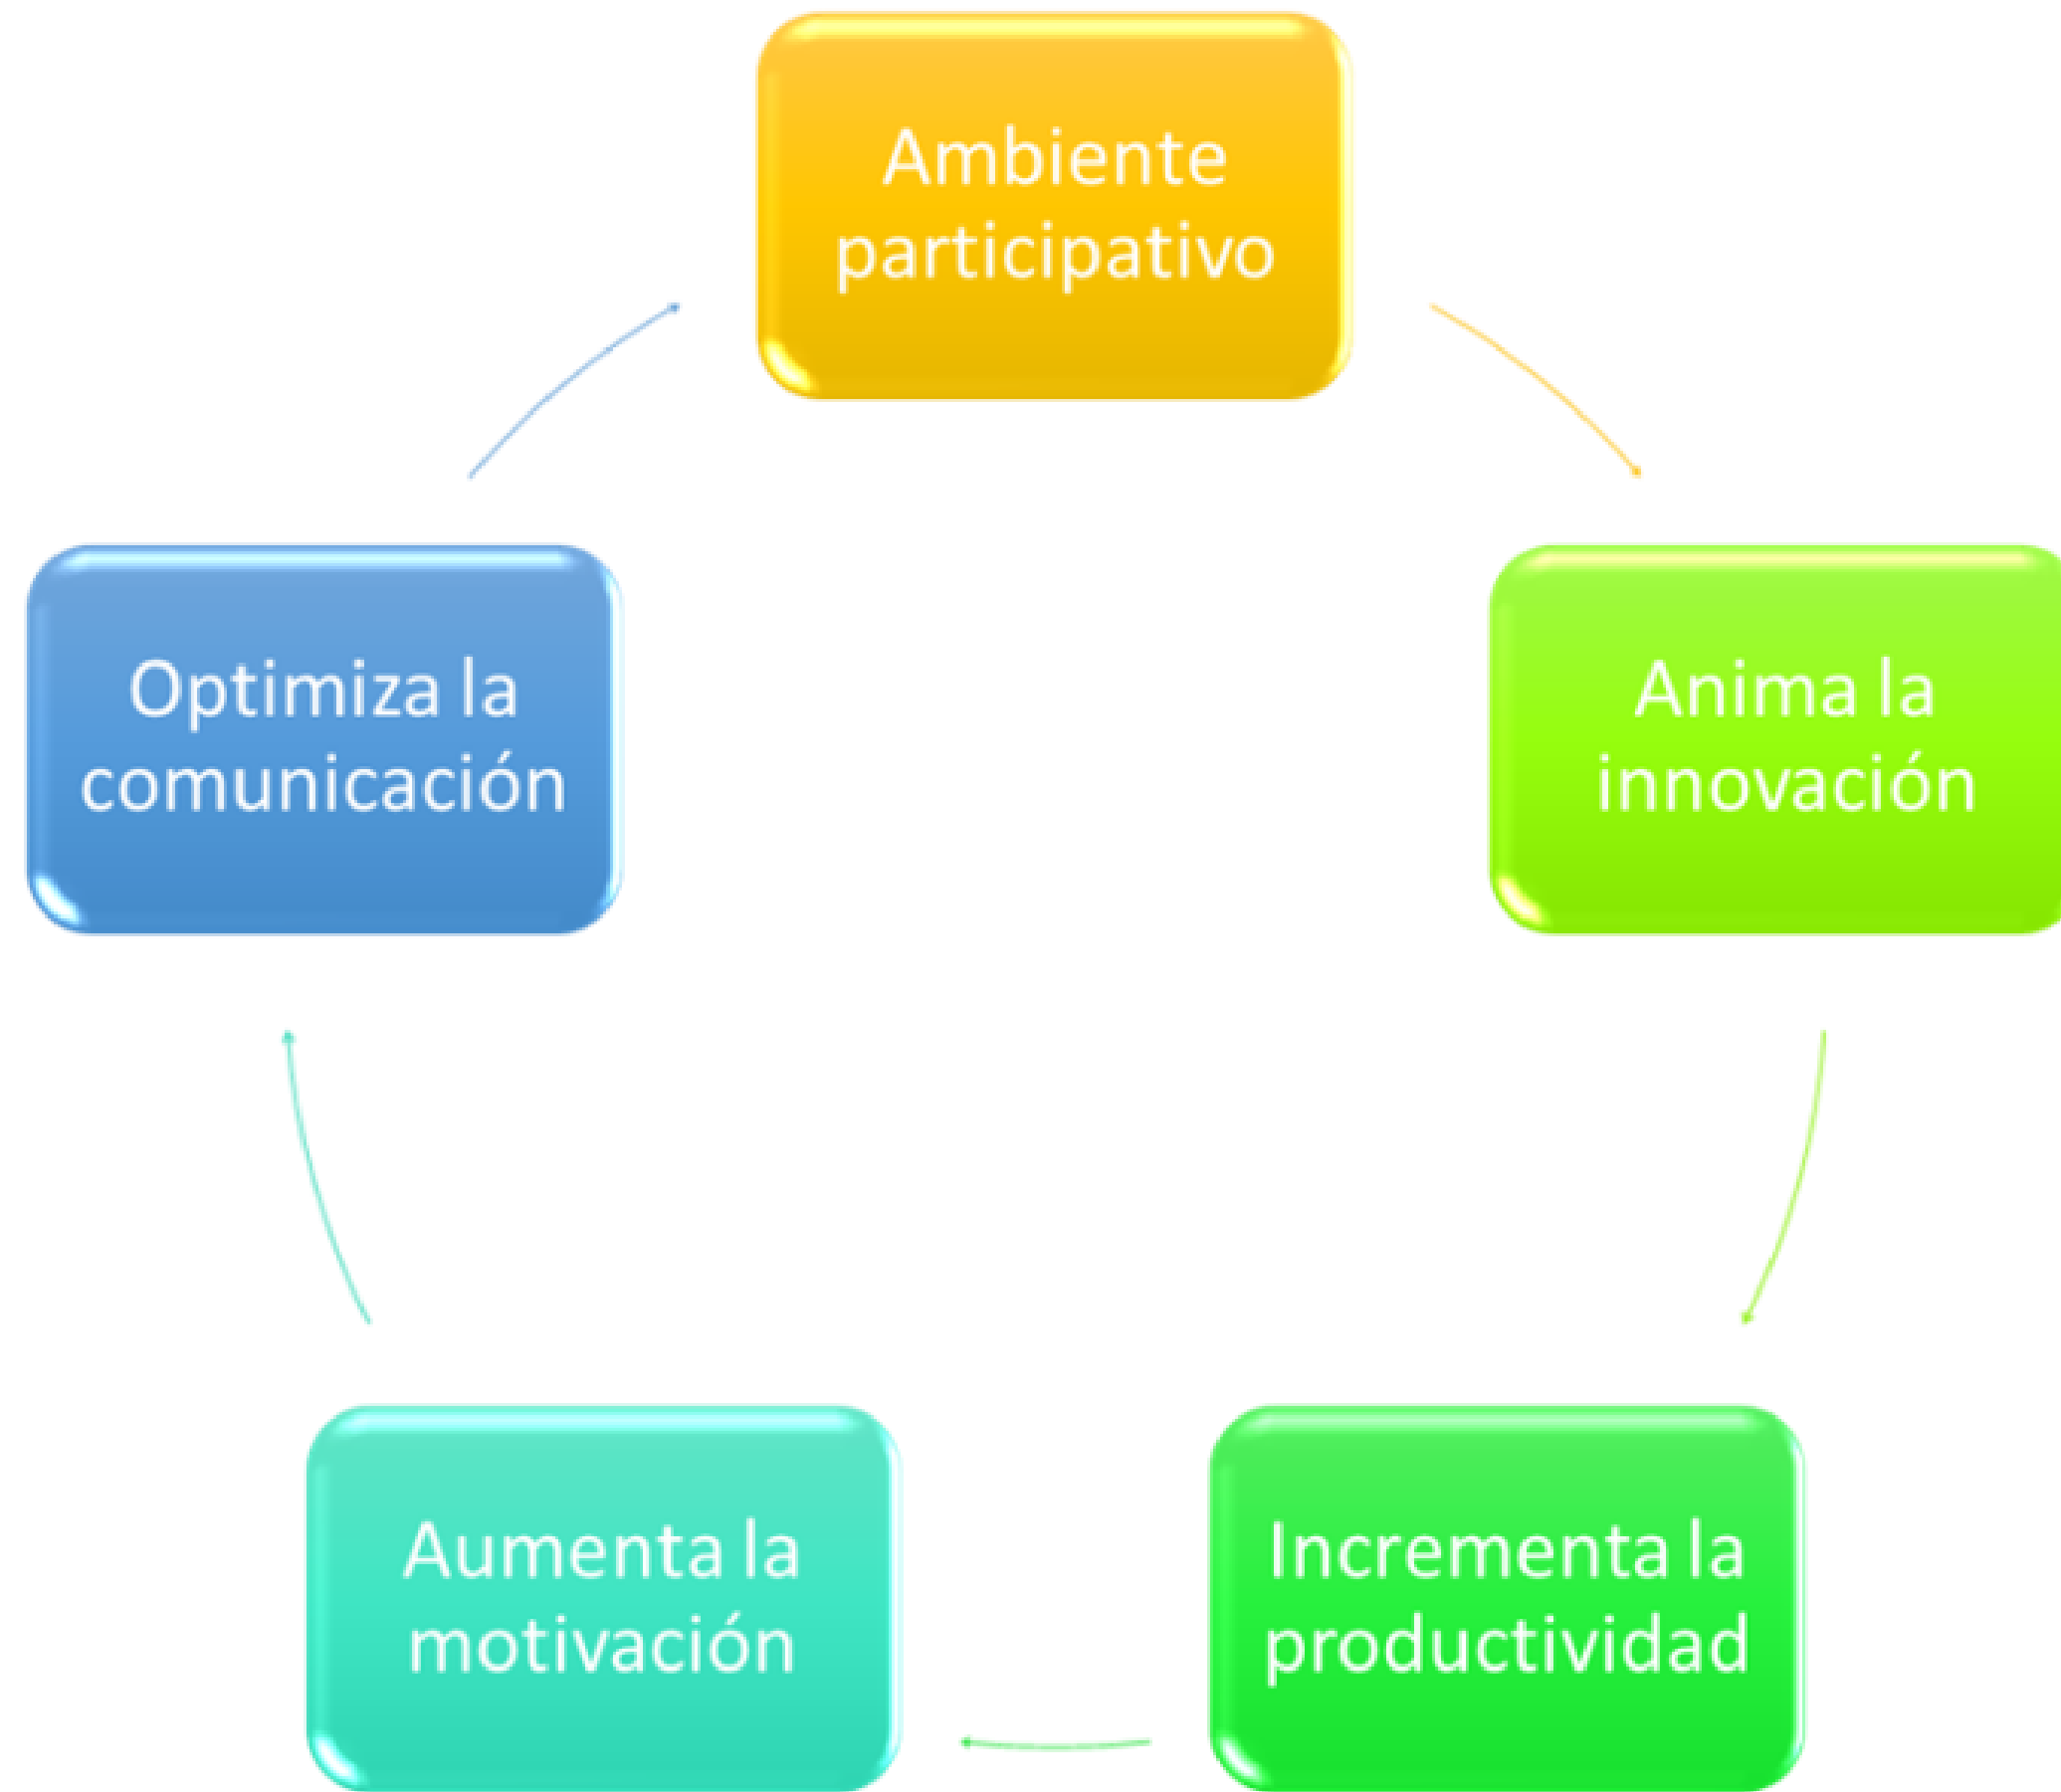 Ambiente
participativo
Anima la
innovación
Incrementa la
productividad
Aumenta la
motivación
Optimiza la
comunicación